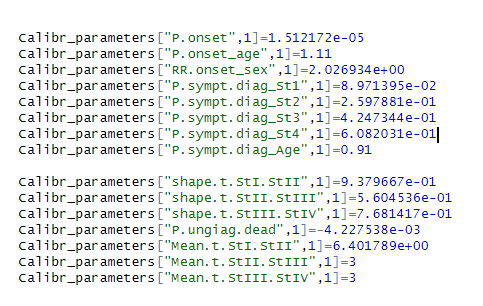 Calibr_parameters["P.onset",1]=1.512172e-05
Calibr_parameters["P.onset_age",1]=1.11
Calibr_parameters["RR.onset_sex",1]=2.026934e+00
Calibr_parameters["P.sympt.diag_St1",1]=8.971395e-02
Calibr_parameters["P.sympt.diag_St2",1]=2.597881e-01
Calibr_parameters["P.sympt.diag_St3",1]=4.247344e-01
Calibr_parameters["P.sympt.diag_St4",1]=6.082031e-01
Calibr_parameters["P.sympt.diag_Age",1]=0.91
Calibr_parameters["shape.t.StI.StII",1]=9.379667e-01
Calibr_parameters["shape.t.StII.StIII",1]=5.604536e-01
Calibr_parameters["shape.t.StIII.StIV",1]=7.681417e-01
Calibr_parameters["P.ungiag.dead",1]=-4.227538e-03
Calibr_parameters["Mean.t.StI.StII",1]=6.401789e+00
Calibr_parameters["Mean.t.StII.StIII",1]=3
Calibr_parameters["Mean.t.StIII.StIV",1]=3